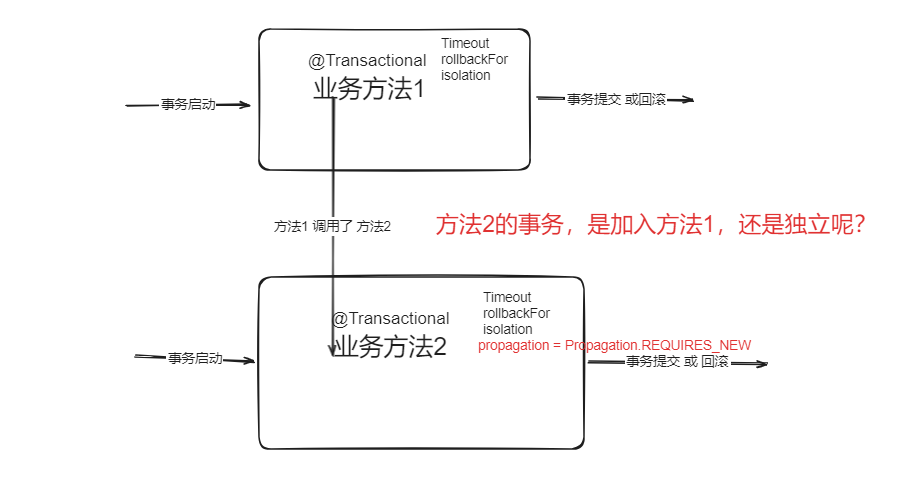 Timeout
rollbackFor
isolation
@Transactional
业务方法1
事务启动
事务提交 或回滚
方法1 调用了 方法2
方法2的事务，是加入方法1，还是独立呢？
Timeout
rollbackFor
isolation
propagation = Propagation.REQUIRES_NEW
@Transactional
业务方法2
事务启动
事务提交 或 回滚